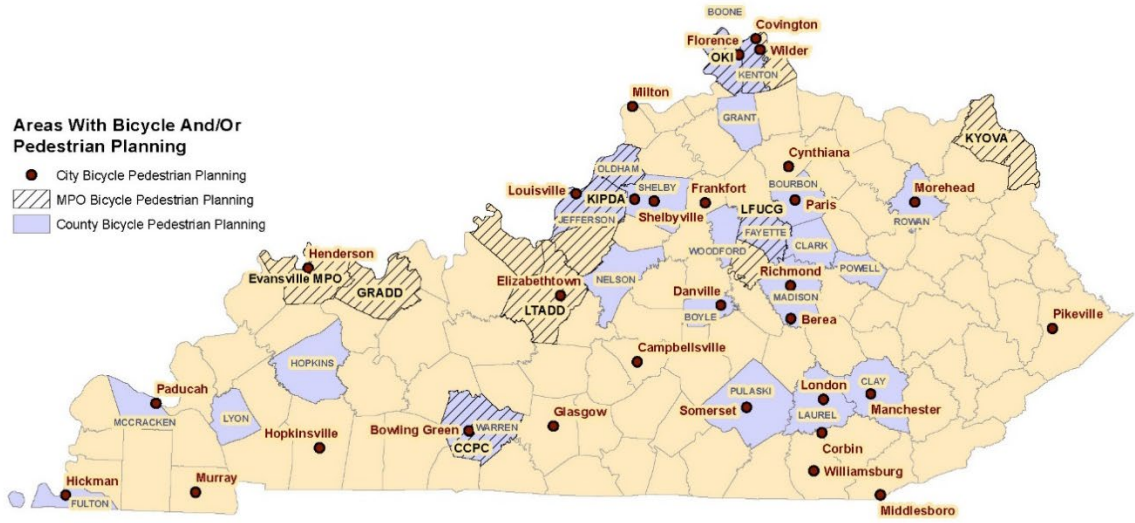 BOONE
Covington
Florence
Wilder
OKI
KENTON
Milton
GRANT
Areas With Bicycle And/Or
Pedestrian Planning
City Bicycle Pedestrian Planning
MPO Bicycle Pedestrian Planning
County Bicycle Pedestrian Planning
KYOVA
Cynthiana
OLDHAM
BOURBON
Morehead
Louisville
KIPDA
SHELBY
Frankfort
Paris
Shelbyville
LFUCG
ROWAN
JEFFERSON
FAYETTE
CLARK
WOODFORD
Henderson
POWELL
Evansville MPO
GRADD
Elizabethtown
NELSON
Richmond
MADISON
Danville
LTADD
BOYLE
Berea
Pikeville
Campbellsville
HOPKINS
Paducah
PULASKI
London
CLAY
MCCRACKEN
LYON
Glasgow
Somerset
LAUREL
Manchester
Hopkinsville
Bowling Green
WARREN
CCPC
Corbin
Williamsburg
Hickman
Murray
FULTON
Middlesboro